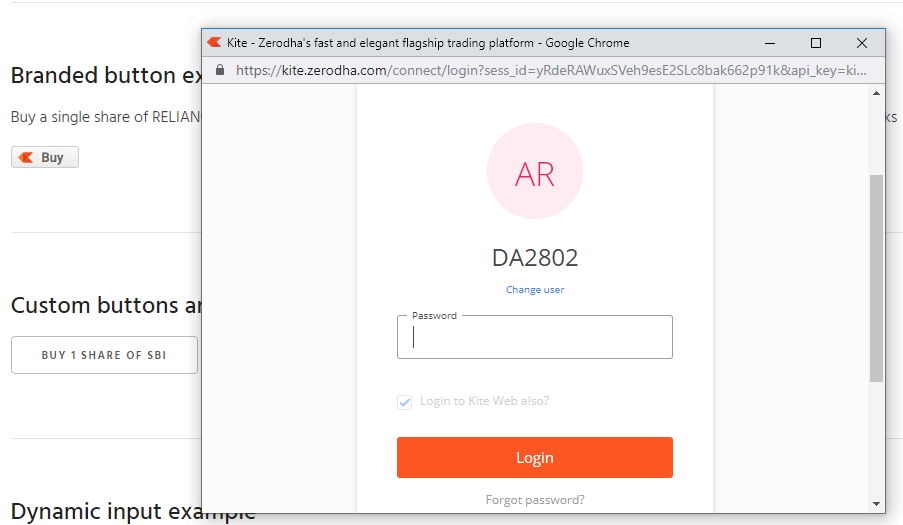 Kite - Zerodha's fast and elegant flagship trading platform - Google Chrome
https://kite.zerodha.com/connect/login?sess_id=yRdeRAWuxSVeh9esE2SLc8bak662p91k&api_key=ki...
Branded button ex
Buy a single share of RELIAN
ks
Buy
AR
DA2802
Change user
Custom buttons a
Password
BUY 1 SHARE OF SBI
Login to Kite Web also?
Login
Forgot password?
Dynamic input example